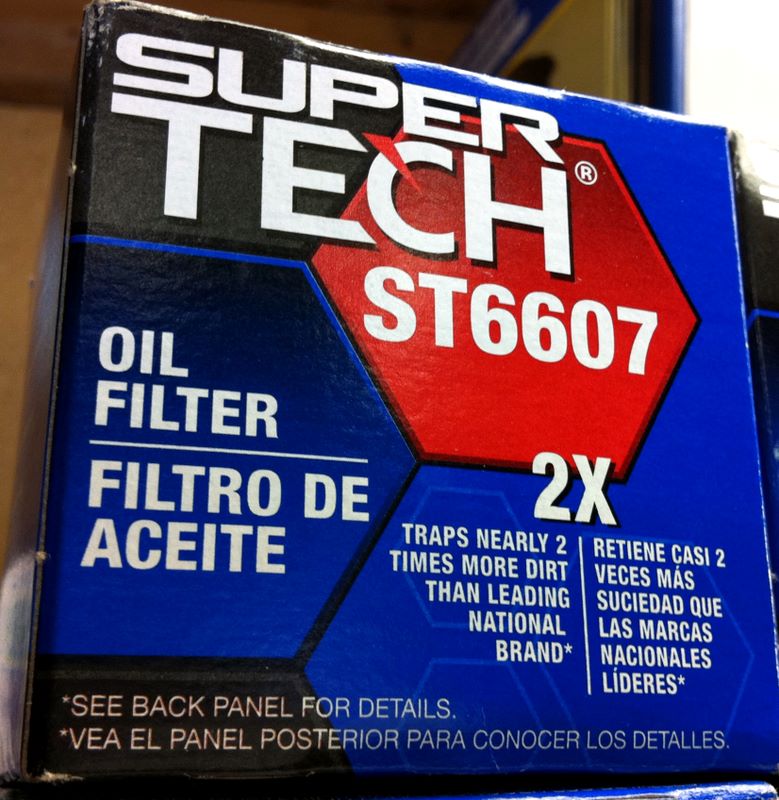 SUPER
TECH®
ST6607
OIL
FILTER
FILTRO DE
ACEITE
2X
TRAPS NEARLY 2
TIMES MORE DIRT
THAN LEADING
NATIONAL
BRAND*
RETIENE CASI 2
VECES MÁS
SUCIEDAD QUE
LAS MARCAS
NACIONALES
LÍDERES*
*SEE BACK PANEL FOR DETAILS.
*VEA EL PANEL POSTERIOR PARA CONOCER LOS DETALLES.